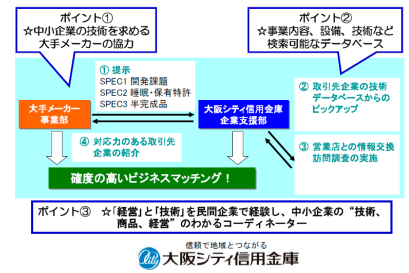 ポイント①
☆中小企業の技術を求める
大手メーカーの協力
ポイント②
☆事業内容、設備、技術など
検索可能なデータベース
① 提示
SPEC1 開発課題
SPEC2 睡眠・保有特許
SPEC3 半完成品
大手メーカー
事業部
大阪シティ信用金庫
企業支援部
② 取引先企業の技術
データベースからの
ピックアップ
④ 対応力のある取引先
企業の紹介
③ 営業店との情報交換
訪問調査の実施
確度の高いビジネスマッチング！
ポイント③ ☆「経営」と「技術」を民間企業で経験し、中小企業の“技術、
商品、経営”のわかるコーディネーター
信頼で地域とつながる
大阪シティ信用金庫